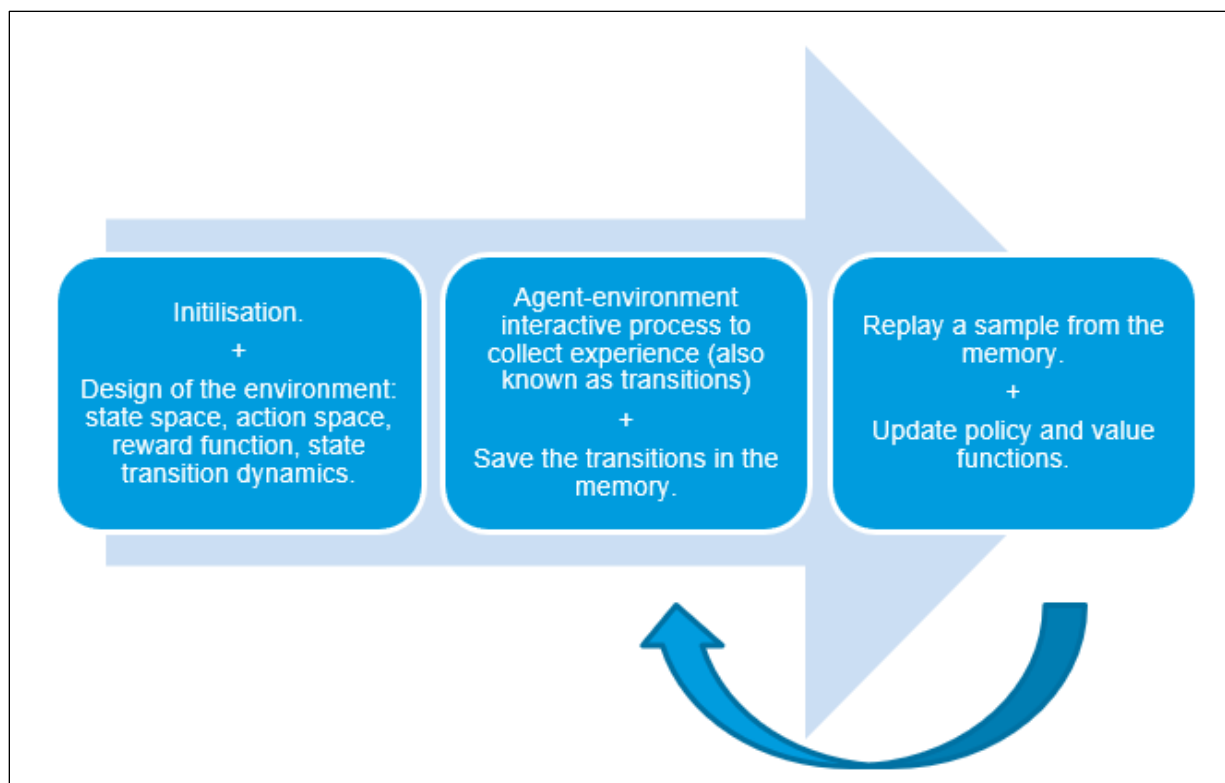 Initilisation.
+
Design of the environment:
state space, action space,
reward function, state
transition dynamics.
Agent-environment
interactive process to
collect experience (also
known as transitions)
+
Save the transitions in the
memory.
Replay a sample from the
memory.
+
Update policy and value
functions.